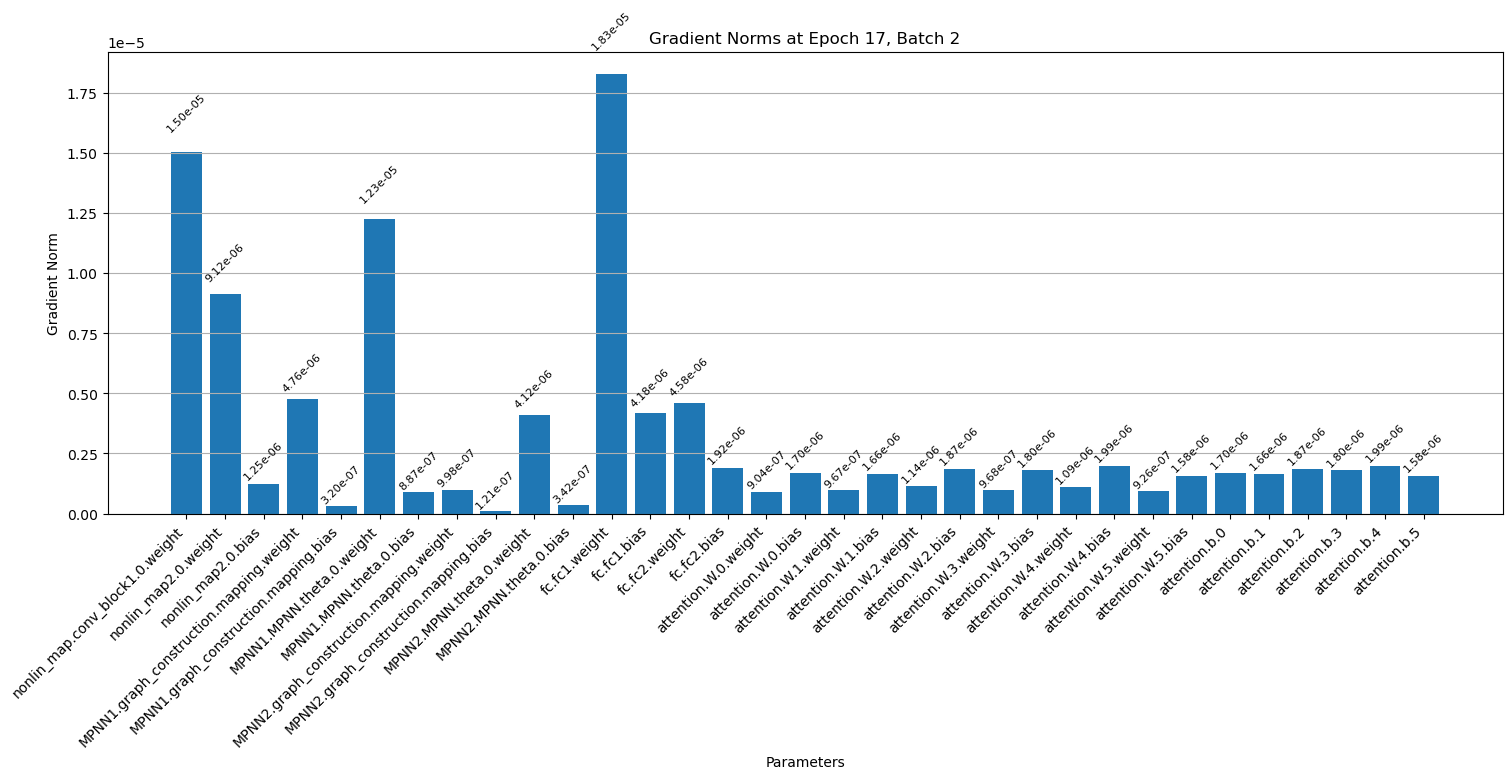 Gradient Norms at Epoch 17, Batch 2
1e−5
Gradient Norm
1.75
1.50
1.25
1.00
0.75
0.50
0.25
0.00
1.50e-05
9.12e-06
1.25e-06
4.76e-06
3.20e-07
1.23e-05
8.87e-07
9.98e-07
1.21e-07
4.12e-06
3.42e-07
1.83e-05
4.18e-06
4.58e-06
1.92e-06
9.04e-07
1.70e-06
9.67e-07
1.66e-06
1.14e-06
1.87e-06
9.68e-07
1.80e-06
1.09e-06
1.99e-06
9.26e-07
1.58e-06
1.70e-06
1.66e-06
1.87e-06
1.80e-06
1.99e-06
1.58e-06
nonlin_map.conv_block1.0.weight
nonlin_map2.0.weight
nonlin_map2.0.bias
MPNN1.graph_construction.mapping.weight
MPNN1.graph_construction.mapping.bias
MPNN1.MPNN.theta.0.weight
MPNN1.MPNN.theta.0.bias
MPNN2.graph_construction.mapping.weight
MPNN2.graph_construction.mapping.bias
MPNN2.MPNN.theta.0.weight
MPNN2.MPNN.theta.0.bias
fc.fc1.weight
fc.fc1.bias
fc.fc2.weight
fc.fc2.bias
attention.W.0.weight
attention.W.0.bias
attention.W.1.weight
attention.W.1.bias
attention.W.2.weight
attention.W.2.bias
attention.W.3.weight
attention.W.3.bias
attention.W.4.weight
attention.W.4.bias
attention.W.5.weight
attention.W.5.bias
attention.b.0
attention.b.1
attention.b.2
attention.b.3
attention.b.4
attention.b.5
Parameters